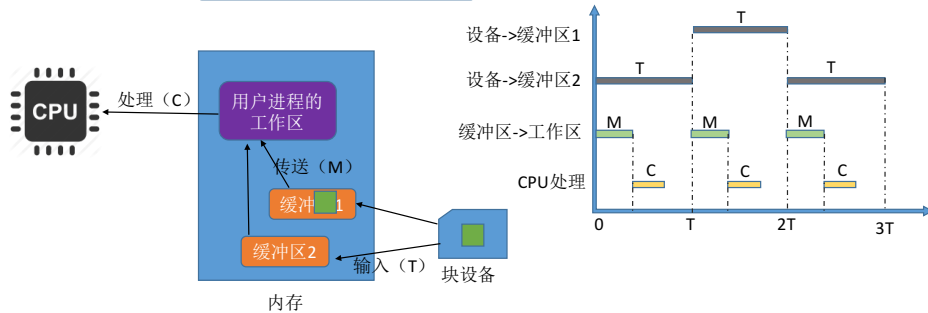 CPU
处理（C）
用户进程的
工作区
传送（M）
缓冲区1
缓冲区2
输入（T）
块设备
内存
设备->缓冲区1
T
设备->缓冲区2
T
T
缓冲区->工作区
M
M
M
CPU处理
C
C
C
0
T
2T
3T